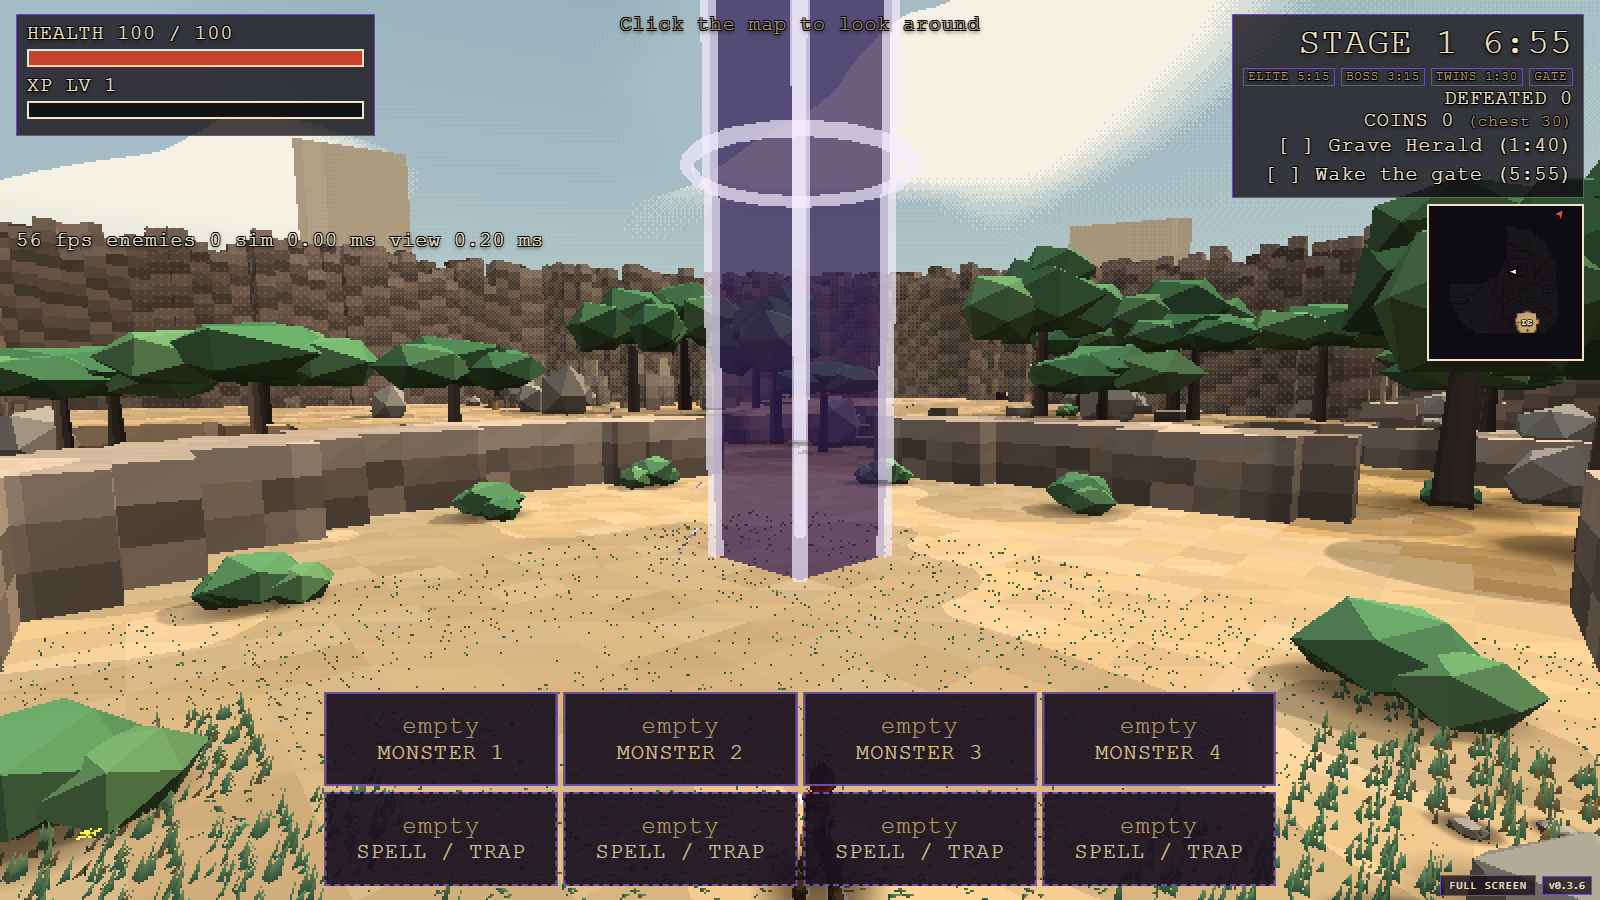 Click the map to look around
HEALTH 100 / 100
XP LV 1
STAGE 1 6:55
ELITE 5:15 BOSS 3:15 TWINS 1:30 GATE
DEFEATED 0
COINS 0 (chest 30)
[ ] Grave Herald (1:40)
[ ] Wake the gate (5:55)
56 fps enemies 0 sim 0.00 ms view 0.20 ms
empty
MONSTER 1
empty
MONSTER 2
empty
MONSTER 3
empty
MONSTER 4
empty
SPELL / TRAP
empty
SPELL / TRAP
empty
SPELL / TRAP
empty
SPELL / TRAP
FULL SCREEN
v0.3.6